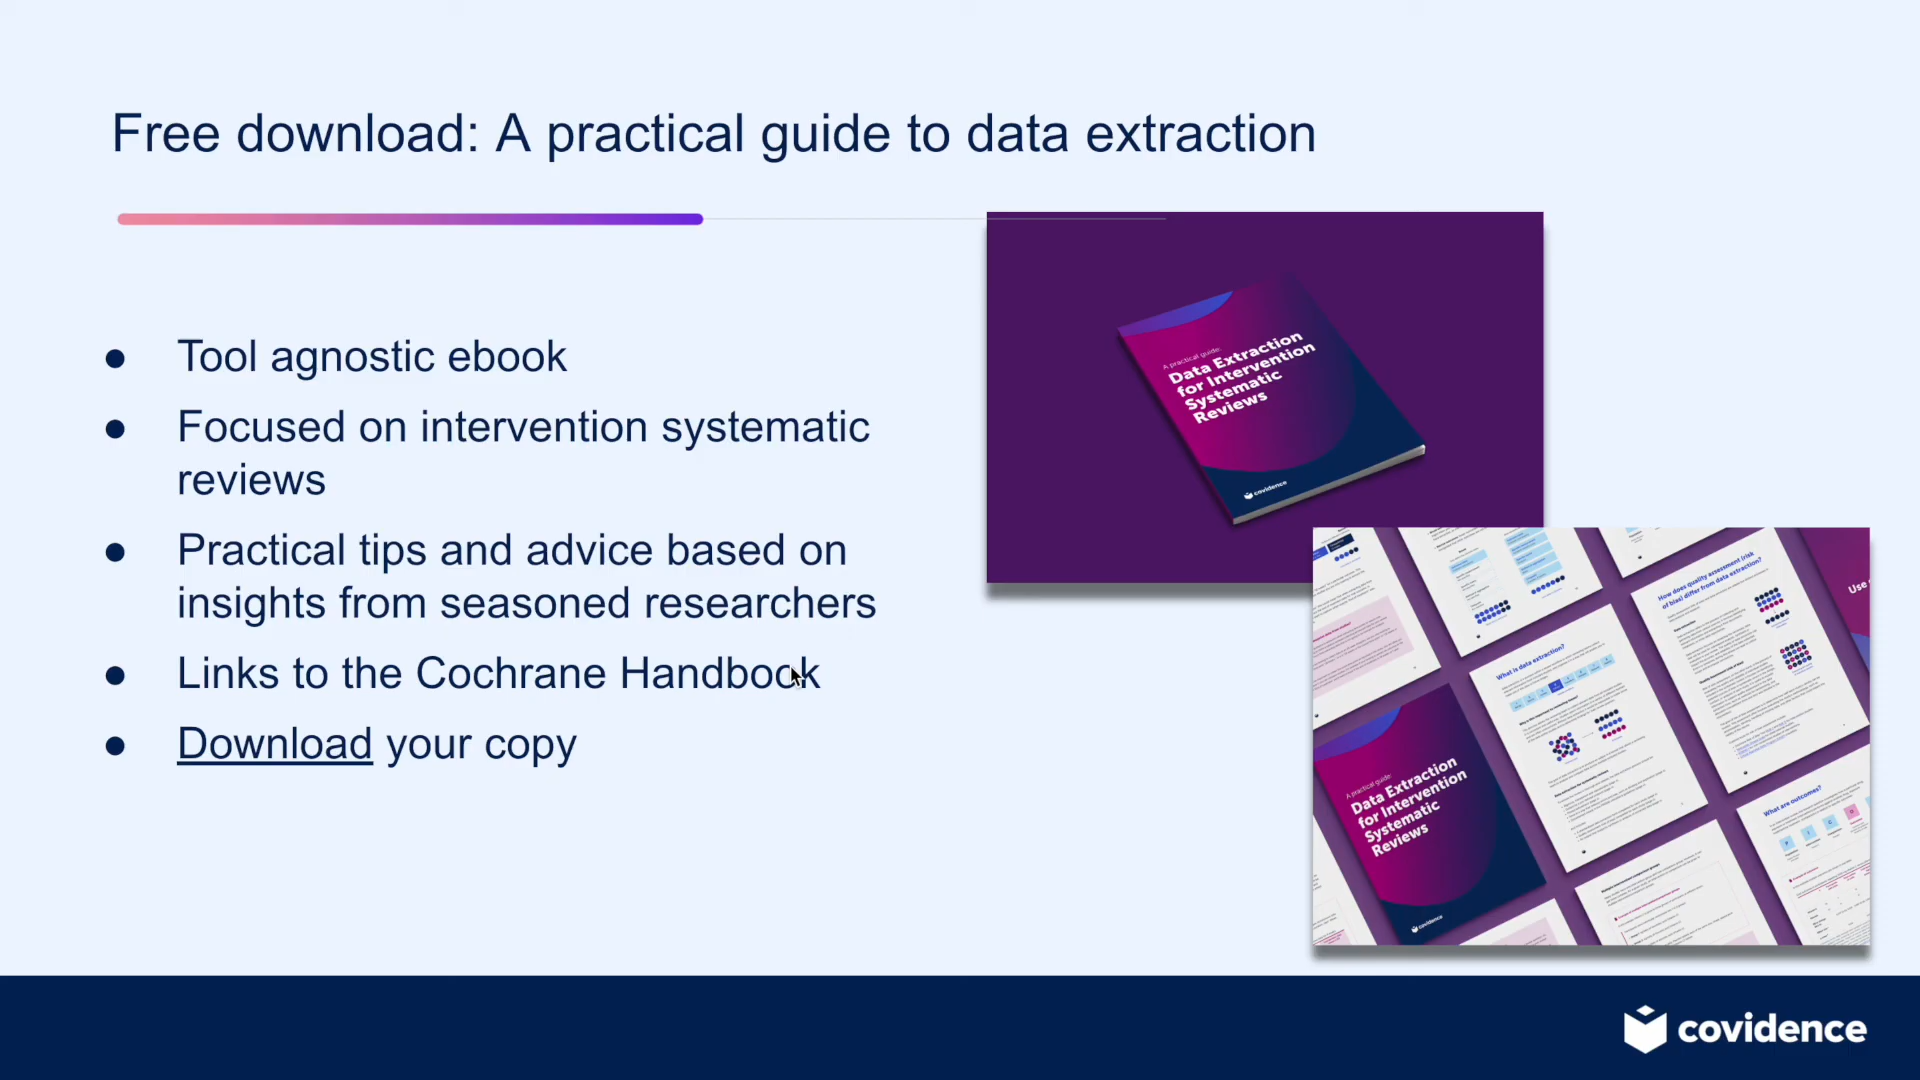 Free download: A practical guide to data extraction
Tool agnostic ebook
Focused on intervention systematic
reviews
Practical tips and advice based on
insights from seasoned researchers
Links to the Cochrane Handbook
Download your copy
A practical guide:
Data Extraction
for Intervention
Systematic
Reviews
covidence
How does quality assessment (risk
of bias) differ from data extraction?
What is data extraction?
Use
What are outcomes?
A practical guide:
Data Extraction
for Intervention
Systematic
Reviews
covidence
covidence